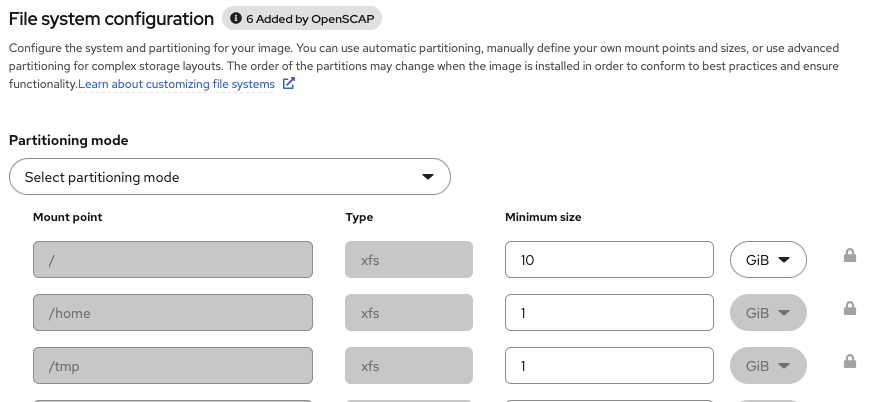 File system configuration 6 Added by OpenSCAP
Configure the system and partitioning for your image. You can use automatic partitioning, manually define your own mount points and sizes, or use advanced
partitioning for complex storage layouts. The order of the partitions may change when the image is installed in order to conform to best practices and ensure
functionality.Learn about customizing file systems
Partitioning mode
Select partitioning mode
Mount point Type Minimum size
/ xfs 10 GiB
/home xfs 1 GiB
/tmp xfs 1 GiB